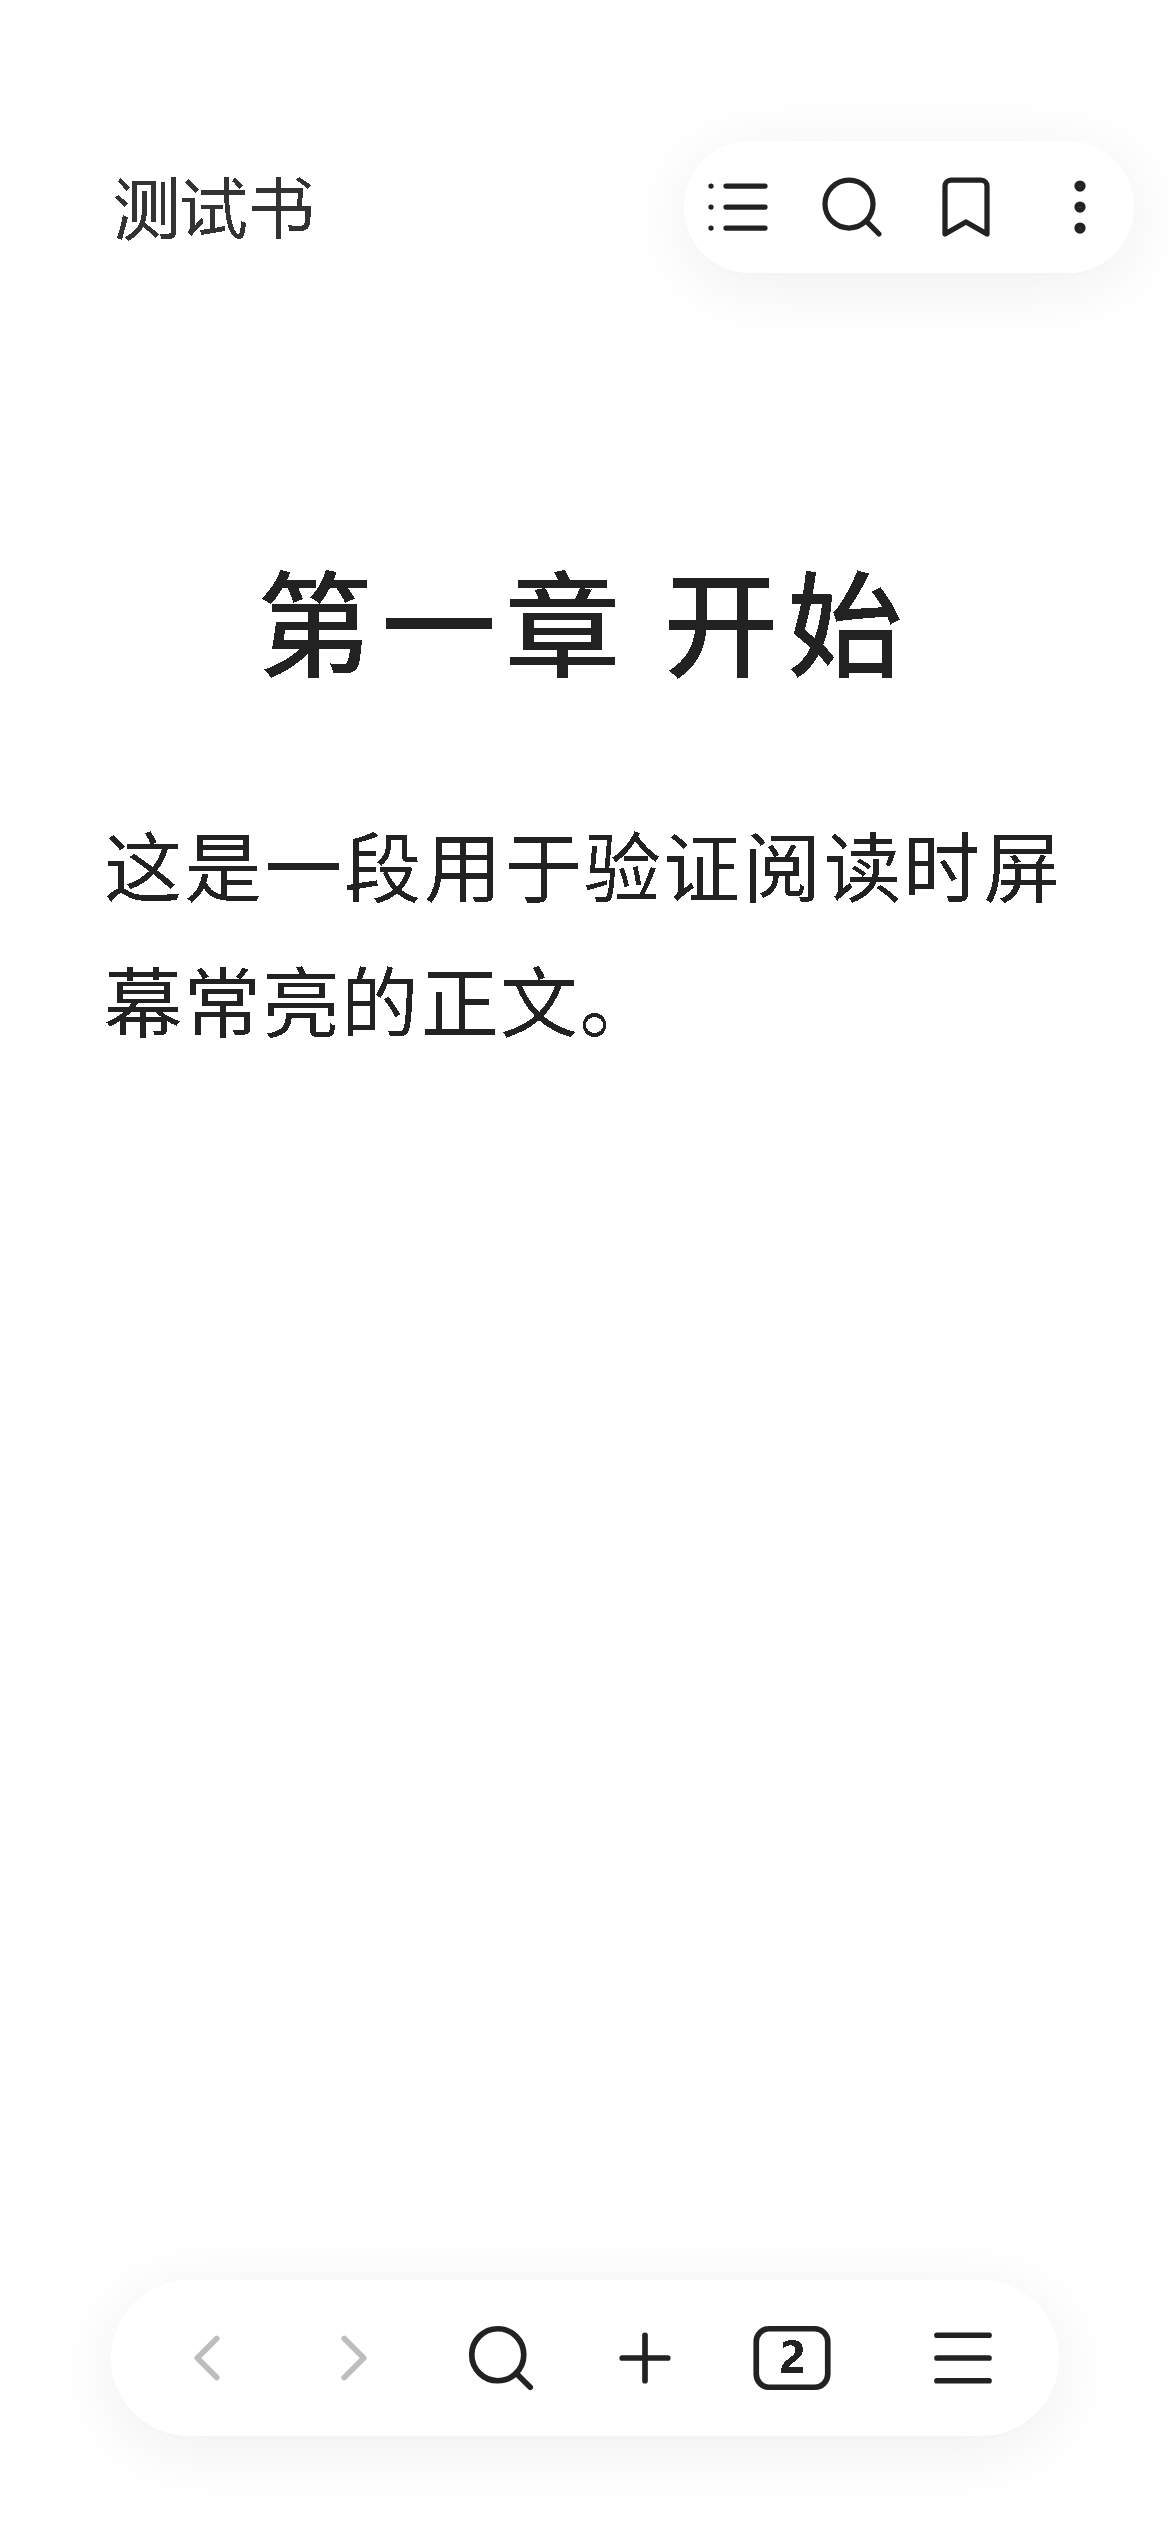 测试书
第一章 开始
这是一段用于验证阅读时屏
幕常亮的正文。
2